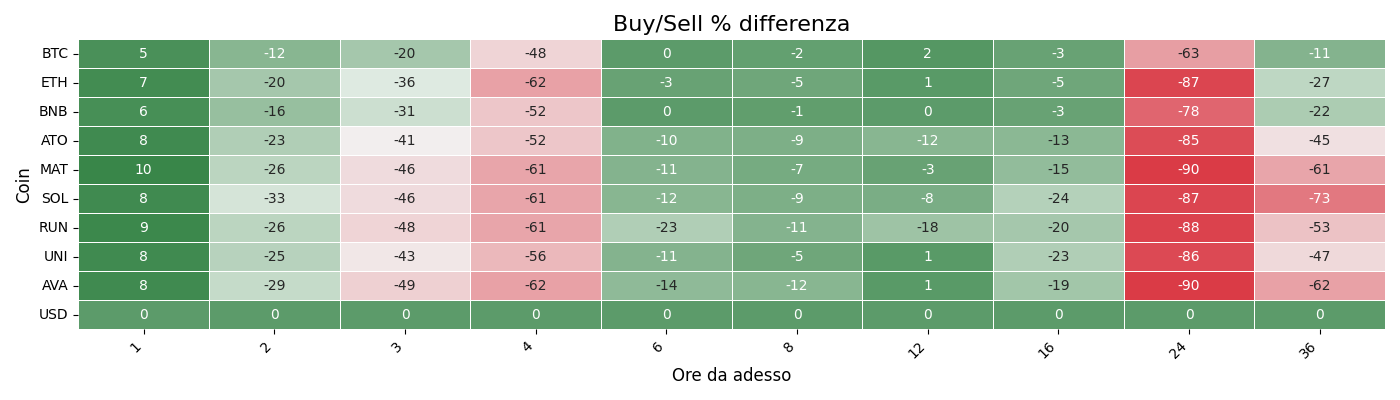 Buy/Sell % differenza
Coin
BTC 5 -12 -20 -48 0 -2 2 -3 -63 -11
ETH 7 -20 -36 -62 -3 -5 1 -5 -87 -27
BNB 6 -16 -31 -52 0 -1 0 -3 -78 -22
ATO 8 -23 -41 -52 -10 -9 -12 -13 -85 -45
MAT 10 -26 -46 -61 -11 -7 -3 -15 -90 -61
SOL 8 -33 -46 -61 -12 -9 -8 -24 -87 -73
RUN 9 -26 -48 -61 -23 -11 -18 -20 -88 -53
UNI 8 -25 -43 -56 -11 -5 1 -23 -86 -47
AVA 8 -29 -49 -62 -14 -12 1 -19 -90 -62
USD 0 0 0 0 0 0 0 0 0 0
1 2 3 4 6 8 12 16 24 36
Ore da adesso